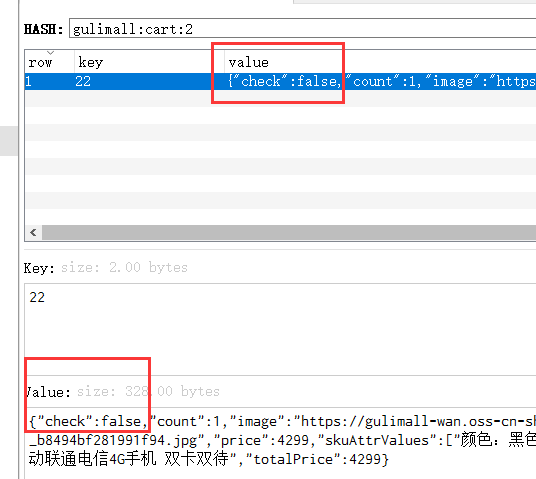 HASH: gulimall:cart:2
row key value
1 22 {"check":false,"count":1,"image":"https
Key: size: 2.00 bytes
22
Value: size: 328.00 bytes
{"check":false,"count":1,"image":"https://gulimall-wan.oss-cn-sh
_b8494bf281991f94.jpg","price":4299,"skuAttrValues":["颜色：黑色
动联通电信4G手机 双卡双待","totalPrice":4299}